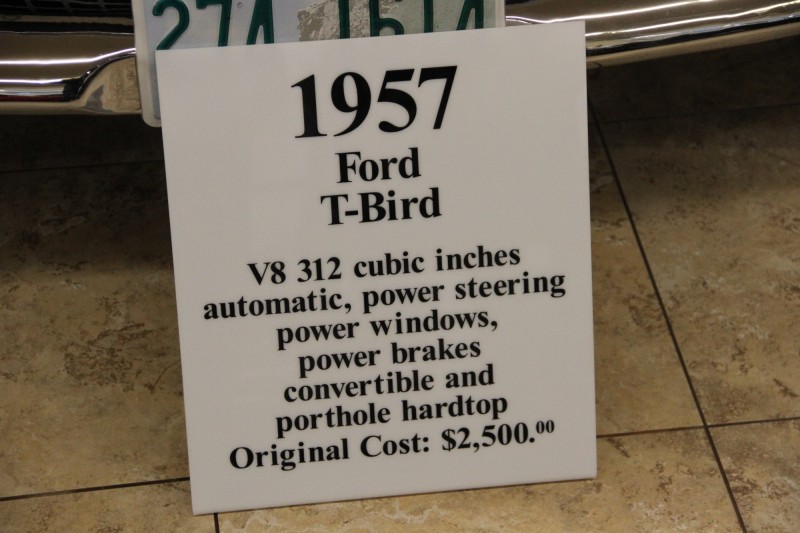 1957
Ford
T-Bird
V8 312 cubic inches
automatic, power steering
power windows,
power brakes
convertible and
porthole hardtop
Original Cost: $2,500.00